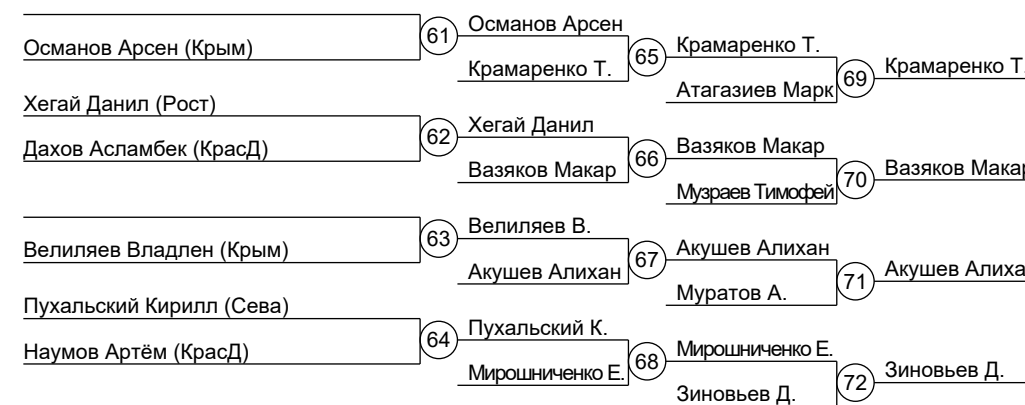 Османов Арсен (Крым)
61
Османов Арсен
Крамаренко Т.
65
Крамаренко Т.
Атагазиев Марк
69
Крамаренко Т.
Хегай Данил (Рост)
Дахов Асламбек (КрасД)
62
Хегай Данил
Вазяков Макар
66
Вазяков Макар
Музраев Тимофей
70
Вазяков Макар
Велиляев Владлен (Крым)
63
Велиляев В.
Акушев Алихан
67
Акушев Алихан
Муратов А.
71
Акушев Алиха
Пухальский Кирилл (Сева)
Наумов Артём (КрасД)
64
Пухальский К.
Мирошниченко Е.
68
Мирошниченко Е.
Зиновьев Д.
72
Зиновьев Д.